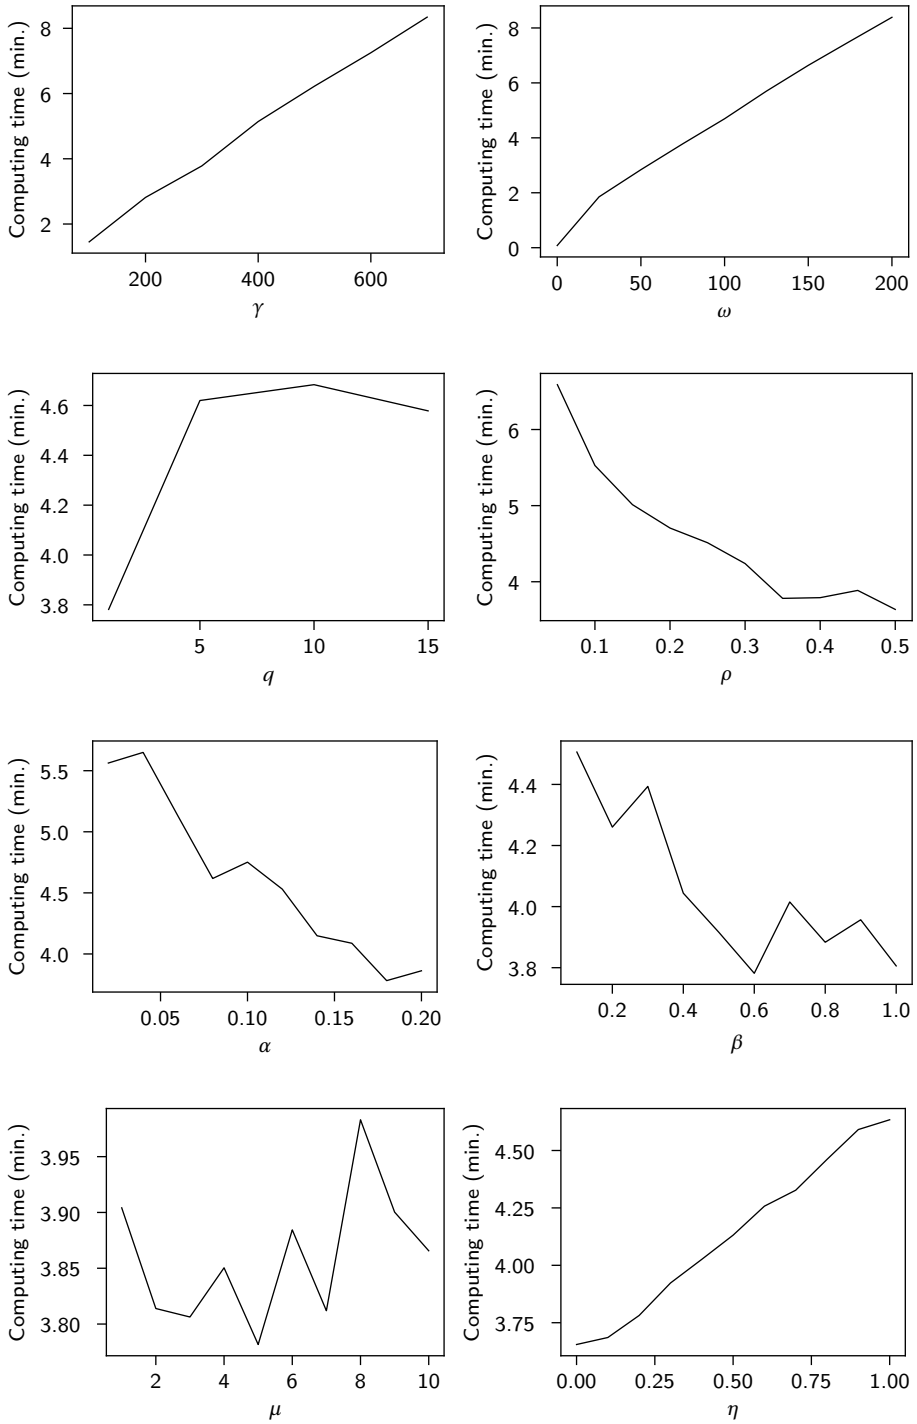 Computing time (min.)
8
6
4
2
200 400 600
γ
Computing time (min.)
8
6
4
2
0
0 50 100 150 200
ω
Computing time (min.)
4.6
4.4
4.2
4.0
3.8
5 10 15
q
Computing time (min.)
6
5
4
0.1 0.2 0.3 0.4 0.5
ρ
Computing time (min.)
5.5
5.0
4.5
4.0
0.05 0.10 0.15 0.20
α
Computing time (min.)
4.4
4.2
4.0
3.8
0.2 0.4 0.6 0.8 1.0
β
Computing time (min.)
3.95
3.90
3.85
3.80
2 4 6 8 10
μ
Computing time (min.)
4.50
4.25
4.00
3.75
0.00 0.25 0.50 0.75 1.00
η